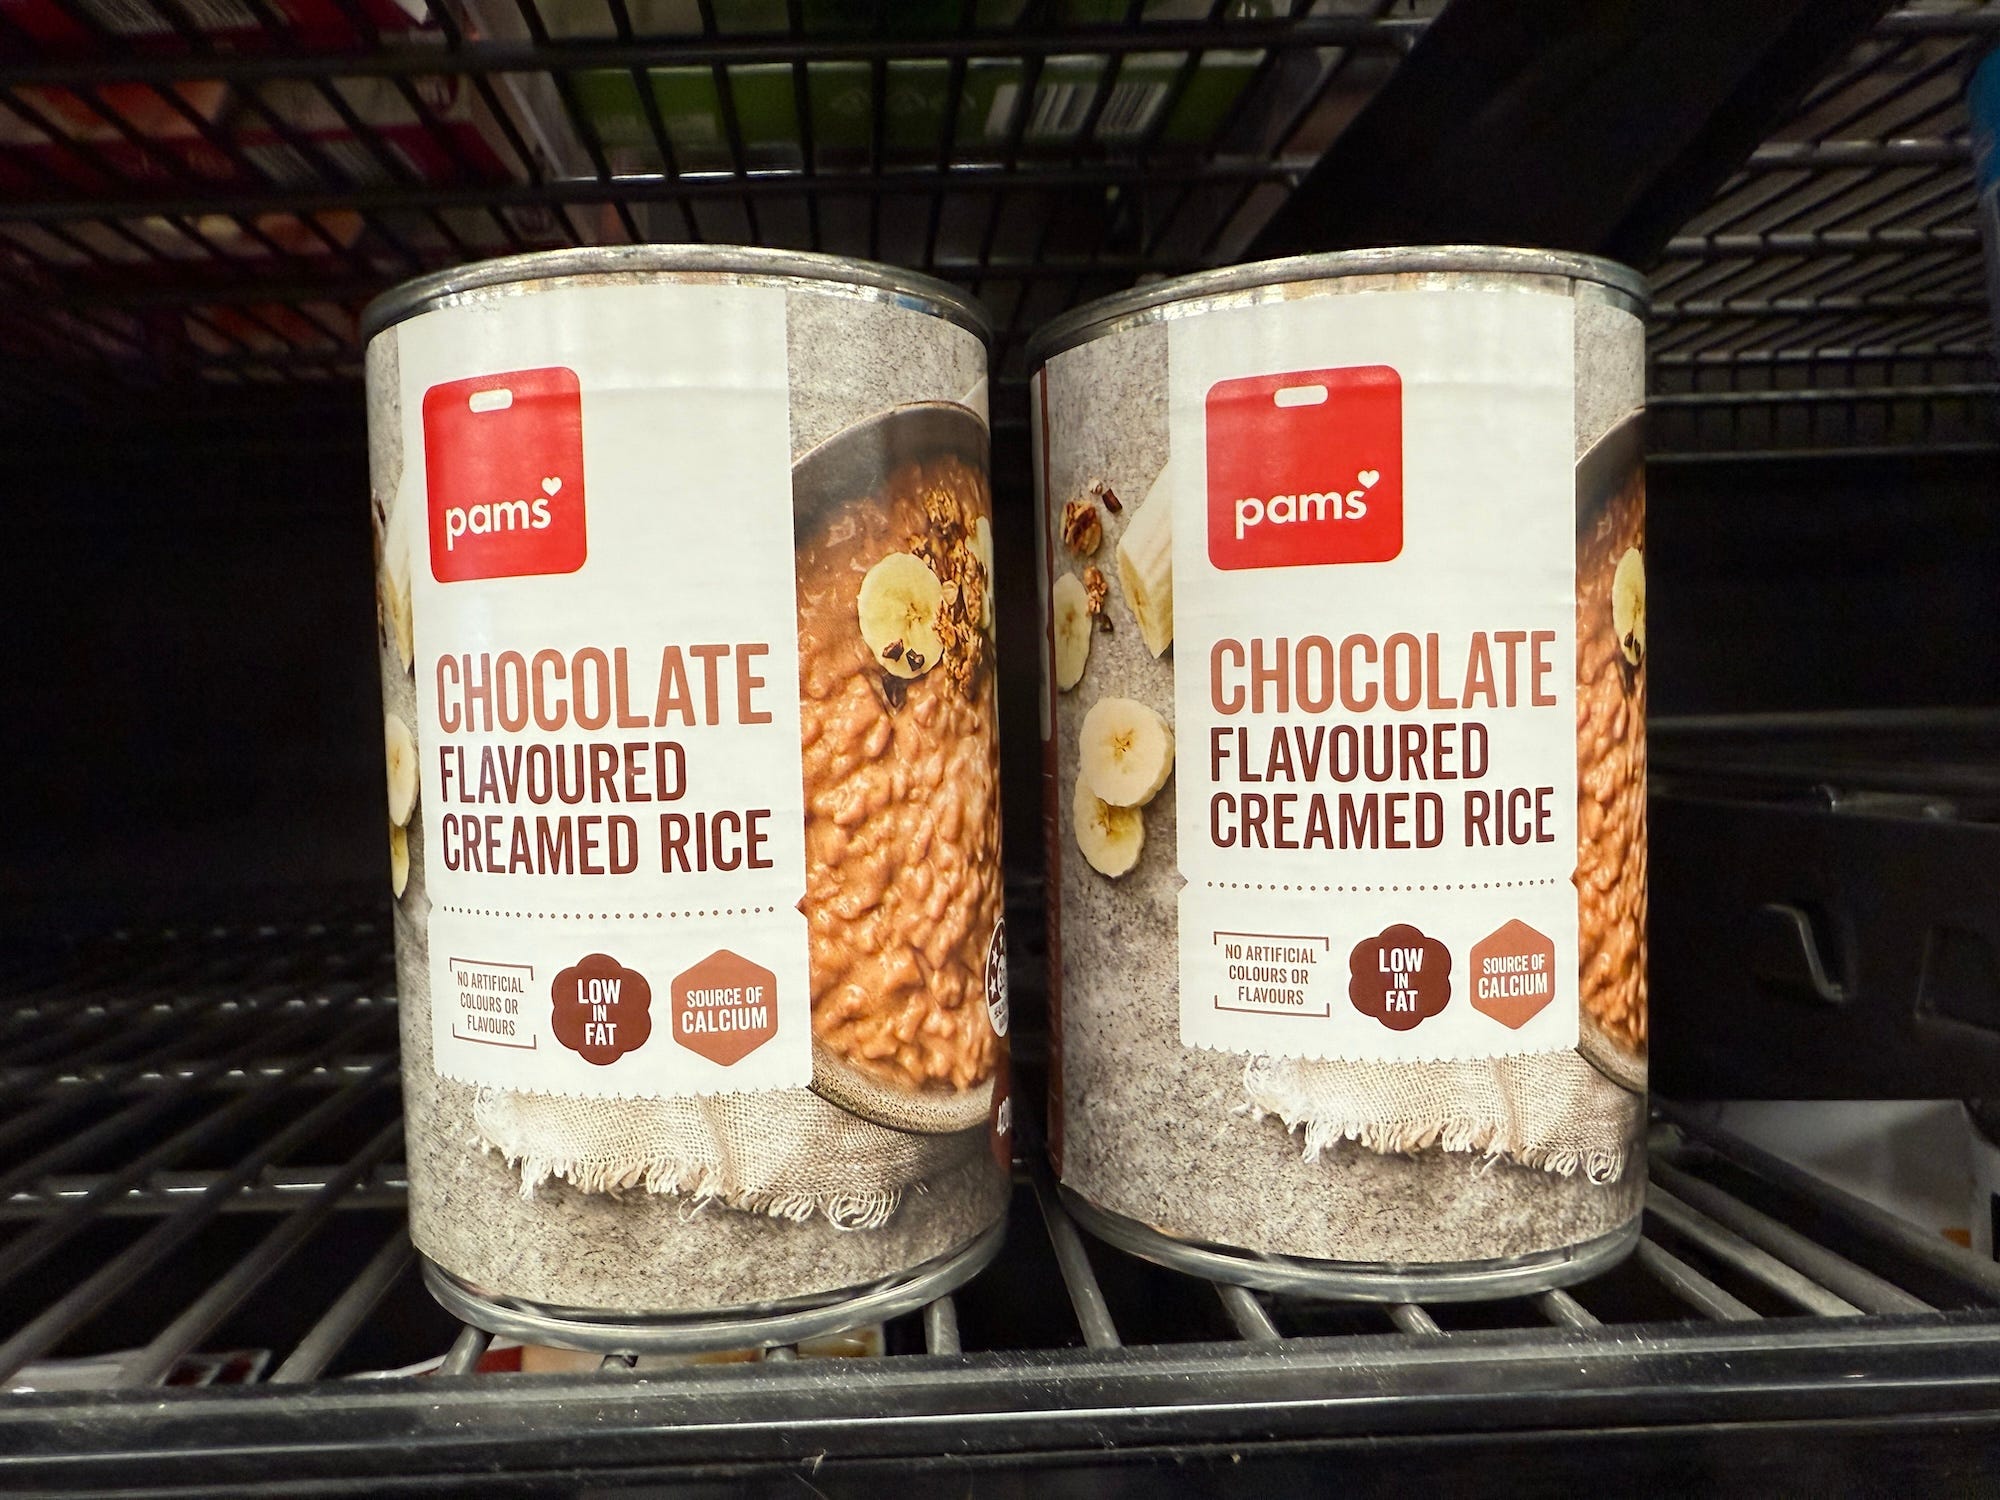 pams
CHOCOLATE
FLAVOURED
CREAMED RICE
NO ARTIFICIAL
COLOURS OR
FLAVOURS
LOW
IN
FAT
SOURCE OF
CALCIUM
pams
CHOCOLATE
FLAVOURED
CREAMED RICE
NO ARTIFICIAL
COLOURS OR
FLAVOURS
LOW
IN
FAT
SOURCE OF
CALCIUM